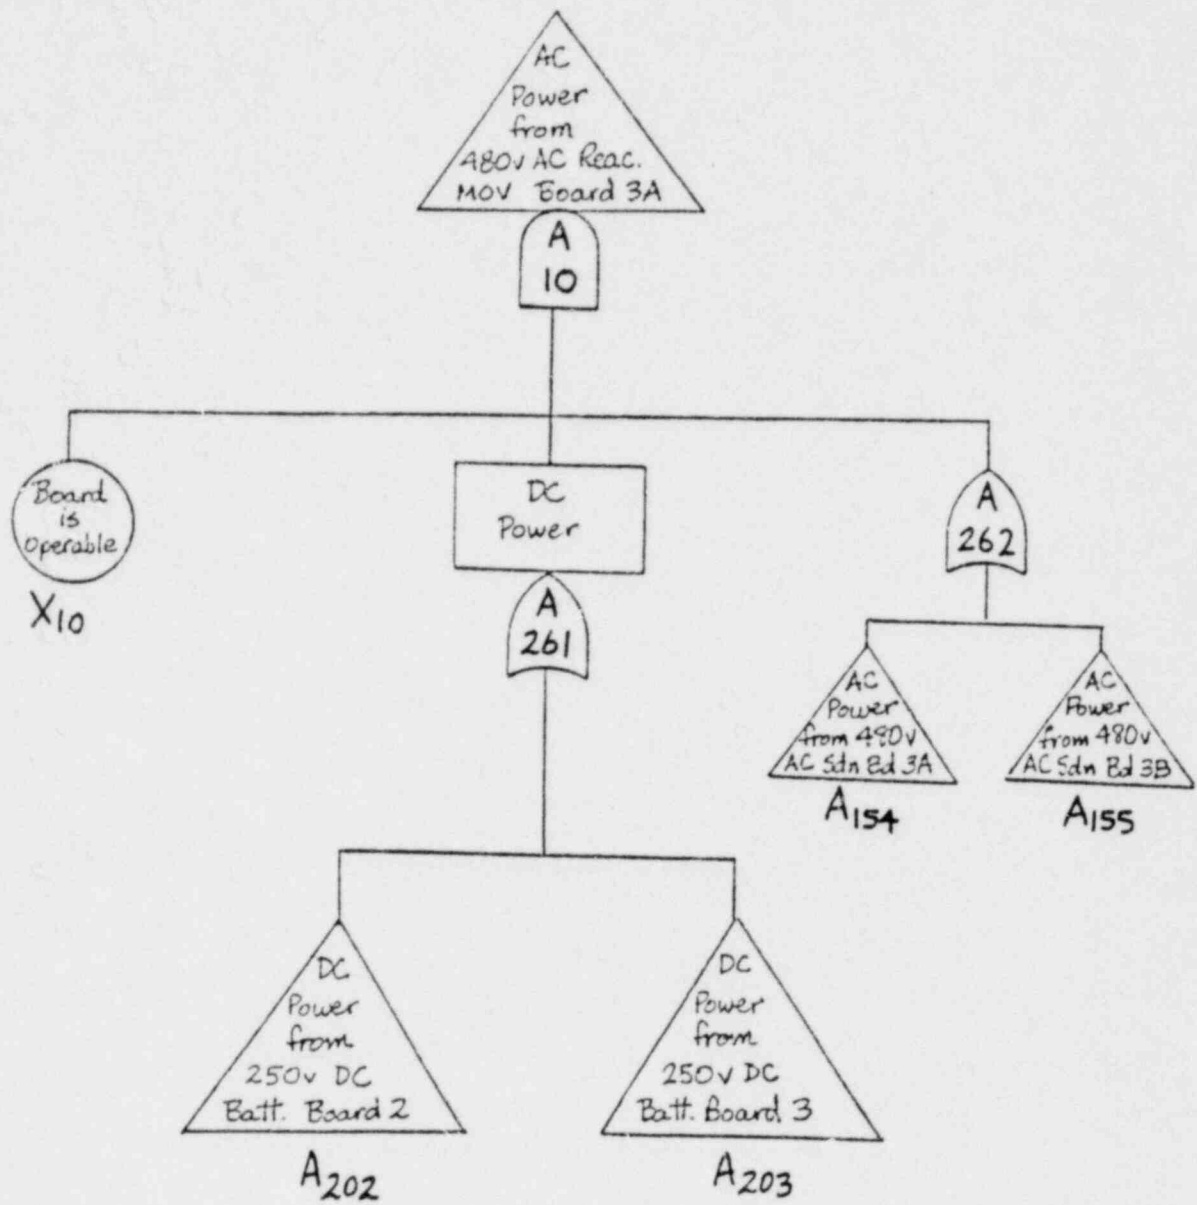 AC
Power
from
480v AC Reac.
MOV Board 3A
A
10
Board
is
Operable
X10
DC
Power
A
261
A
262
AC
Power
from 480v
AC Sdn Bd 3A
A154
AC
Power
from 480v
AC Sdn Bd 3B
A155
DC
Power
from
250v DC
Batt. Board 2
A202
DC
Power
from
250v DC
Batt. Board 3
A203